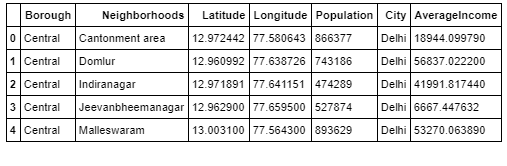 Borough Neighborhoods Latitude Longitude Population City AverageIncome
0 Central Cantonment area 12.972442 77.580643 866377 Delhi 18944.099790
1 Central Domlur 12.960992 77.638726 743186 Delhi 56837.022200
2 Central Indiranagar 12.971891 77.641151 474289 Delhi 41991.817440
3 Central Jeevanbheemanagar 12.962900 77.659500 527874 Delhi 6667.447632
4 Central Malleswaram 13.003100 77.564300 893629 Delhi 53270.063890